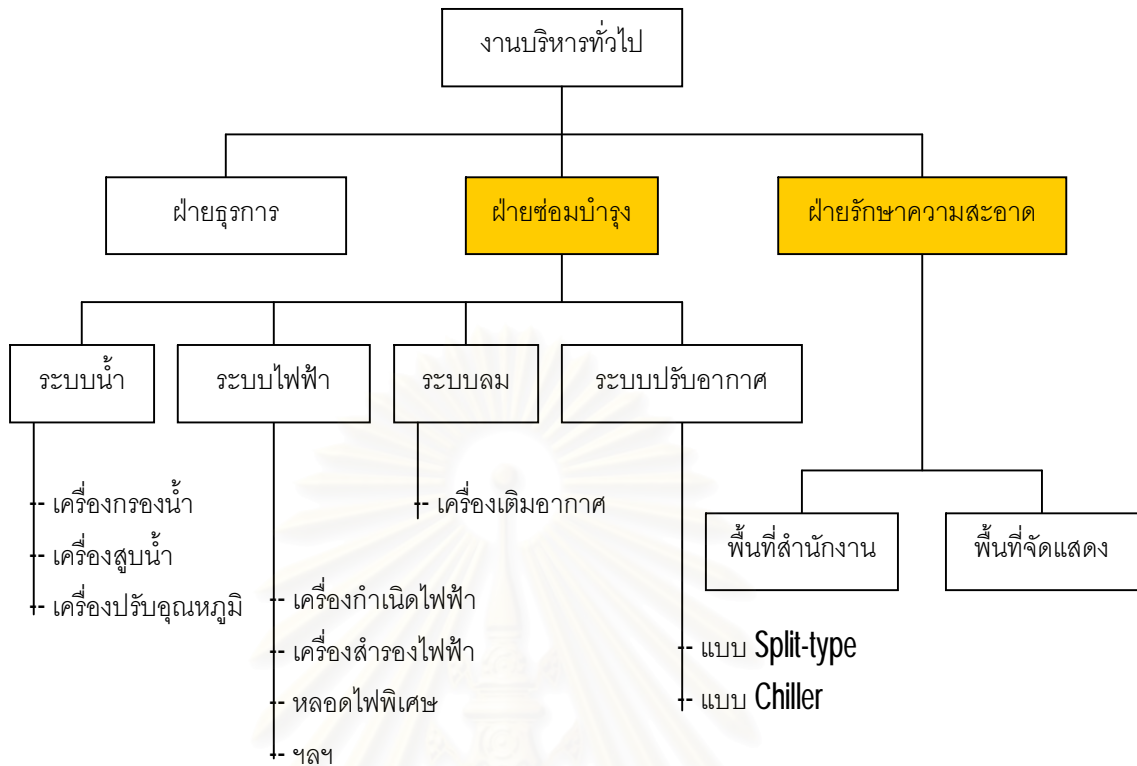 งานบริหารทั่วไป
ฝ่ายธุรการ
ฝ่ายซ่อมบำรุง
ฝ่ายรักษาความสะอาด
ระบบน้ำ
ระบบไฟฟ้า
ระบบลม
ระบบปรับอากาศ
-- เครื่องกรองน้ำ
-- เครื่องสูบน้ำ
-- เครื่องปรับอุณหภูมิ
-- เครื่องกำเนิดไฟฟ้า
-- เครื่องสำรองไฟฟ้า
-- หลอดไฟพิเศษ
-- ฯลฯ
-- เครื่องเติมอากาศ
-- แบบ Split-type
-- แบบ Chiller
พื้นที่สำนักงาน
พื้นที่จัดแสดง